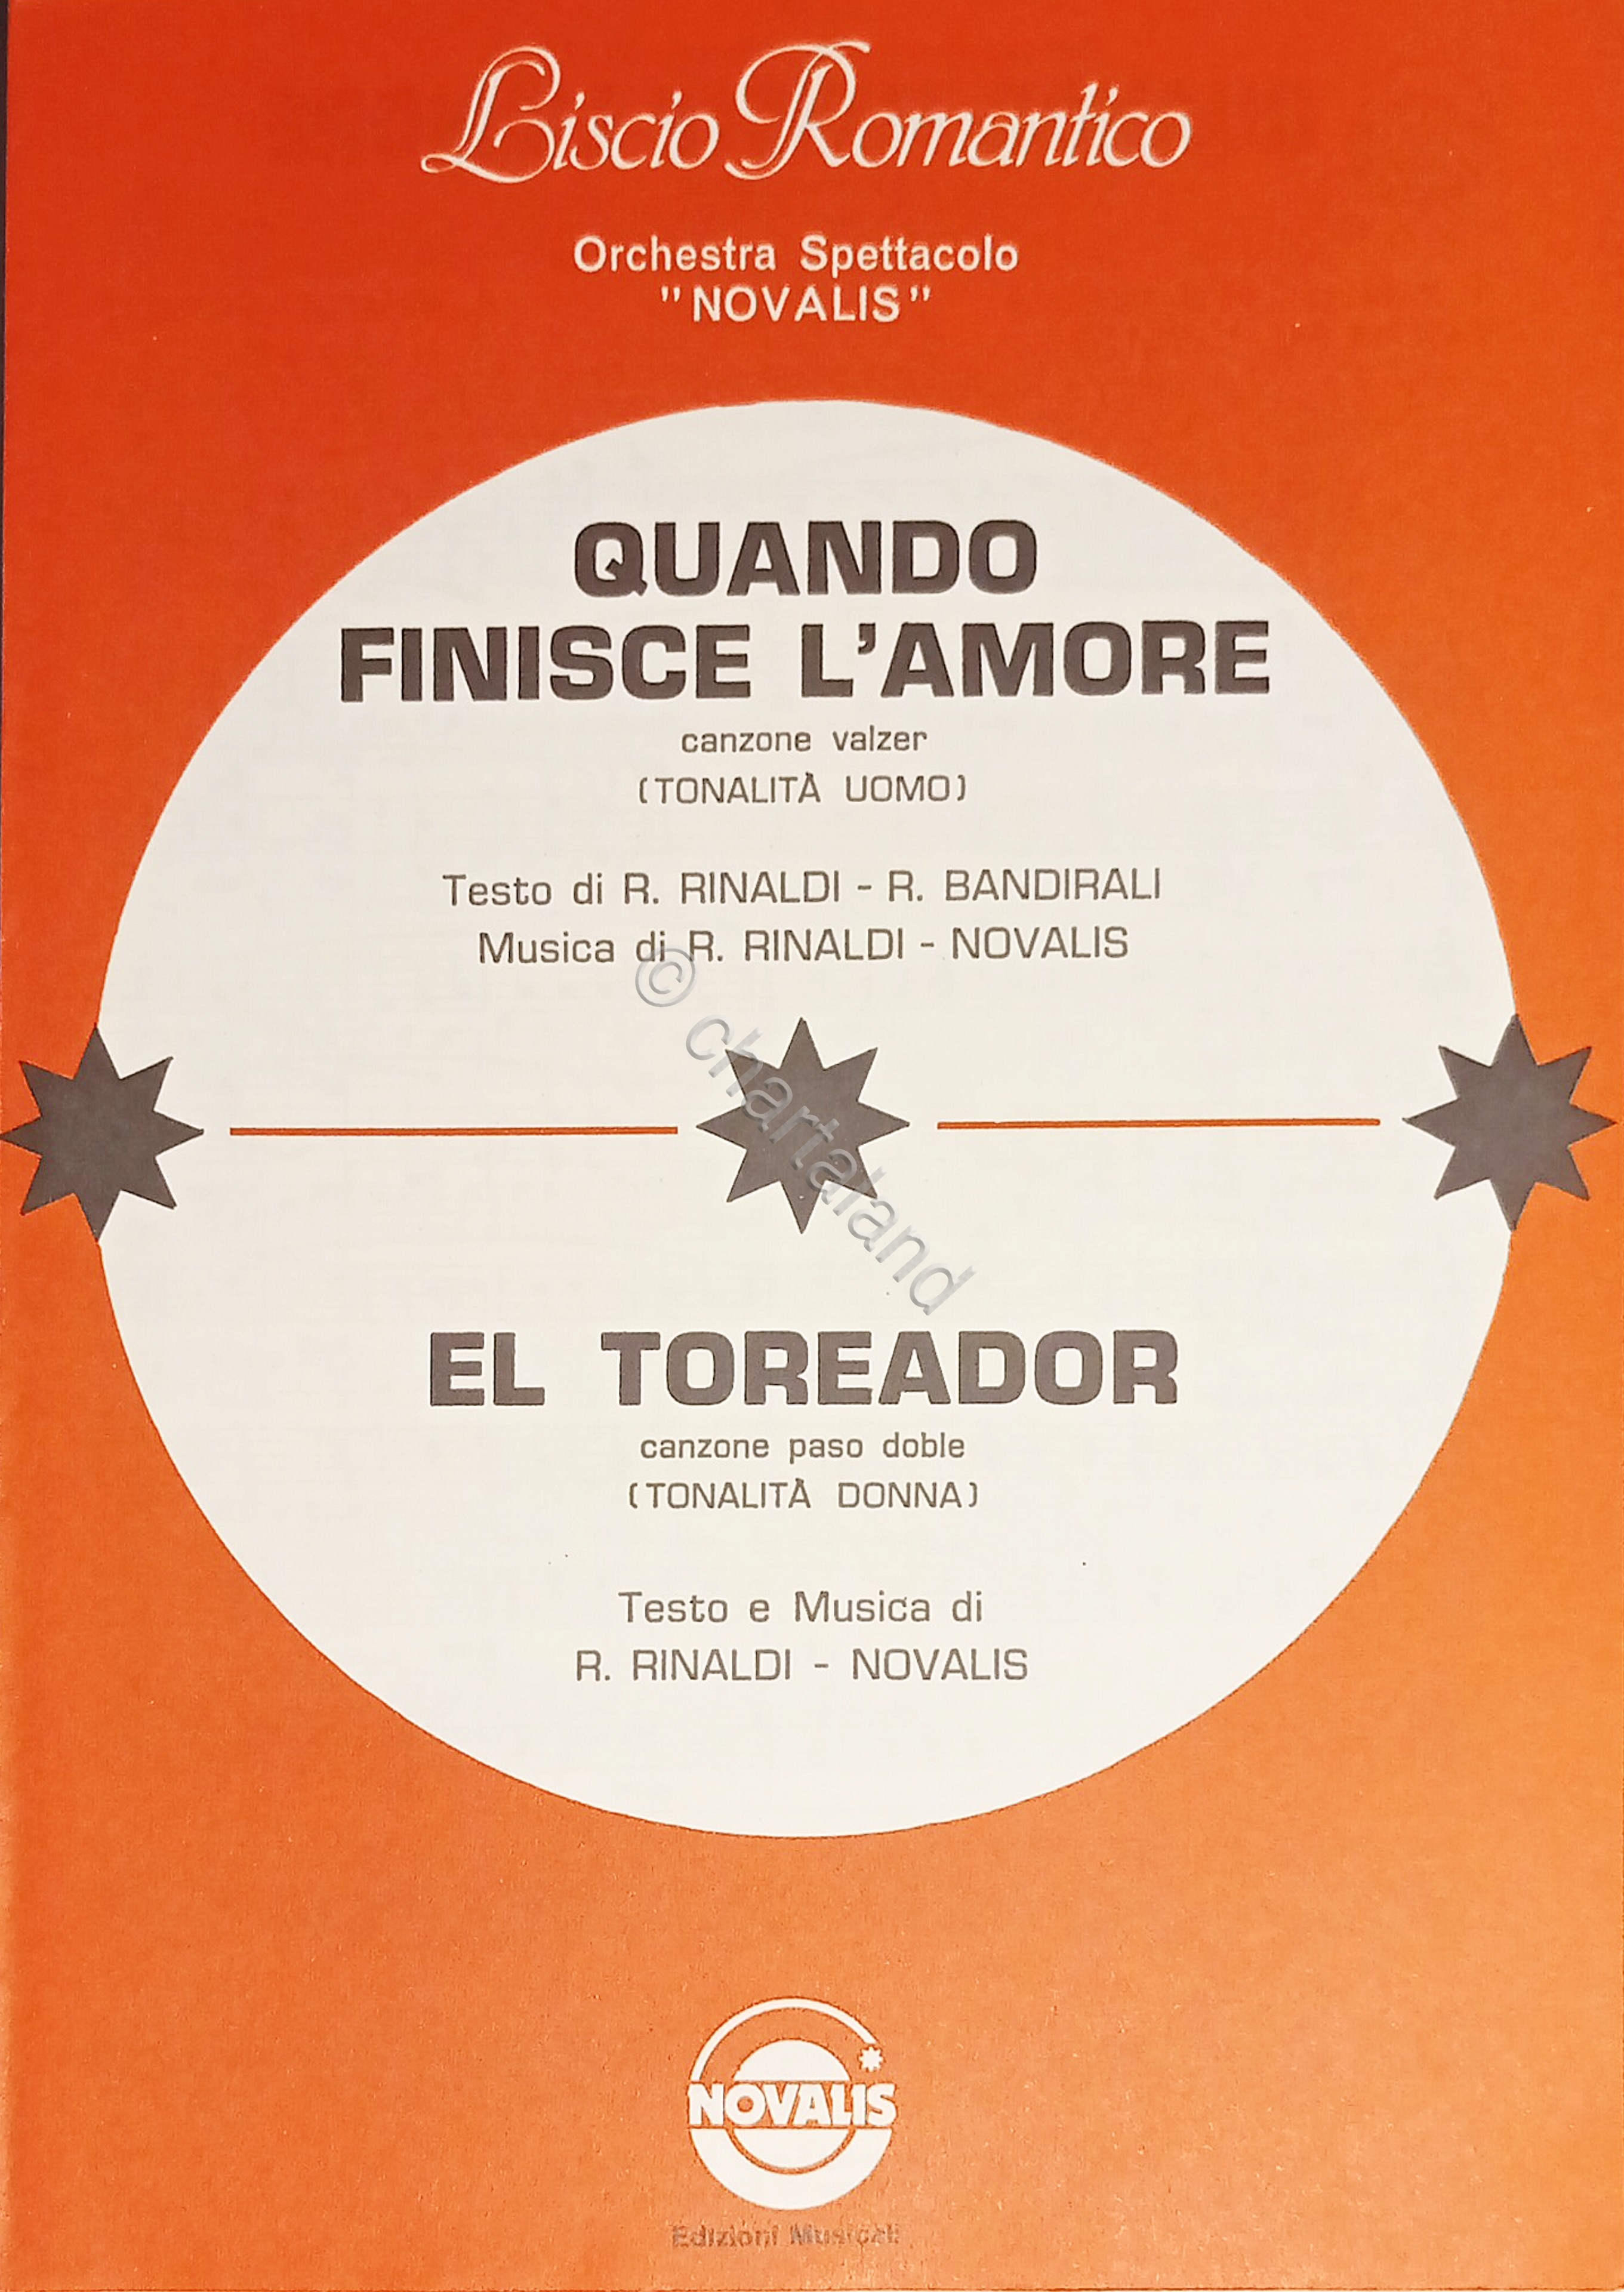 Liscio Romantico
Orchestra Spettacolo
"NOVALIS"
QUANDO
FINISCE L'AMORE
canzone valzer
(TONALITÀ UOMO)
Testo di R. RINALDI - R. BANDIRALI
Musica di R. RINALDI - NOVALIS
© chartaland
EL TOREADOR
canzone paso doble
(TONALITÀ DONNA)
Testo e Musica di
R. RINALDI - NOVALIS
NOVALIS
Edizioni Musicali